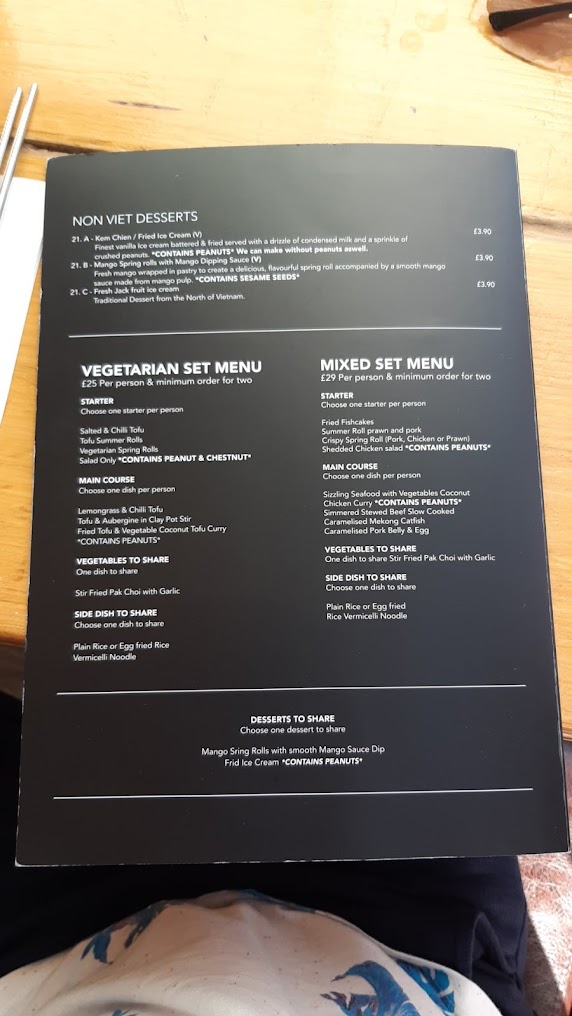 NON VIET DESSERTS
21. A - Kem Chien / Fried Ice Cream (V) £3.90
Finest vanilla ice cream battered & fried served with a drizzle of condensed milk and a sprinkle of
crushed peanuts. *CONTAINS PEANUTS* We can make without peanuts aswell.
21. B - Mango Spring rolls with Mango Dipping Sauce (V) £3.90
Fresh mango wrapped in pastry to create a delicious, flavourful spring roll accompanied by a smooth mango
sauce made from mango pulp. *CONTAINS SESAME SEEDS*
21. C - Fresh Jack fruit ice cream £3.90
Traditional Dessert from the North of Vietnam.
VEGETARIAN SET MENU
£25 Per person & minimum order for two
STARTER
Choose one starter per person
Salted & Chilli Tofu
Tofu Summer Rolls
Vegetarian Spring Rolls
Salad Only *CONTAINS PEANUT & CHESTNUT*
MAIN COURSE
Choose one dish per person
Lemongrass & Chilli Tofu
Tofu & Aubergine in Clay Pot Stir
Fried Tofu & Vegetable Coconut Tofu Curry
*CONTAINS PEANUTS*
VEGETABLES TO SHARE
One dish to share
Stir Fried Pak Choi with Garlic
SIDE DISH TO SHARE
Choose one dish to share
Plain Rice or Egg fried Rice
Vermicelli Noodle
MIXED SET MENU
£29 Per person & minimum order for two
STARTER
Choose one starter per person
Fried Fishcakes
Summer Roll prawn and pork
Crispy Spring Roll (Pork, Chicken or Prawn)
Shedded Chicken salad *CONTAINS PEANUTS*
MAIN COURSE
Choose one dish per person
Sizzling Seafood with Vegetables Coconut
Chicken Curry *CONTAINS PEANUTS*
Simmered Stewed Beef Slow Cooked
Caramelised Mekong Catfish
Caramelised Pork Belly & Egg
VEGETABLES TO SHARE
One dish to share Stir Fried Pak Choi with Garlic
SIDE DISH TO SHARE
Choose one dish to share
Plain Rice or Egg fried
Rice Vermicelli Noodle
DESSERTS TO SHARE
Choose one dessert to share
Mango Sring Rolls with smooth Mango Sauce Dip
Frid Ice Cream *CONTAINS PEANUTS*